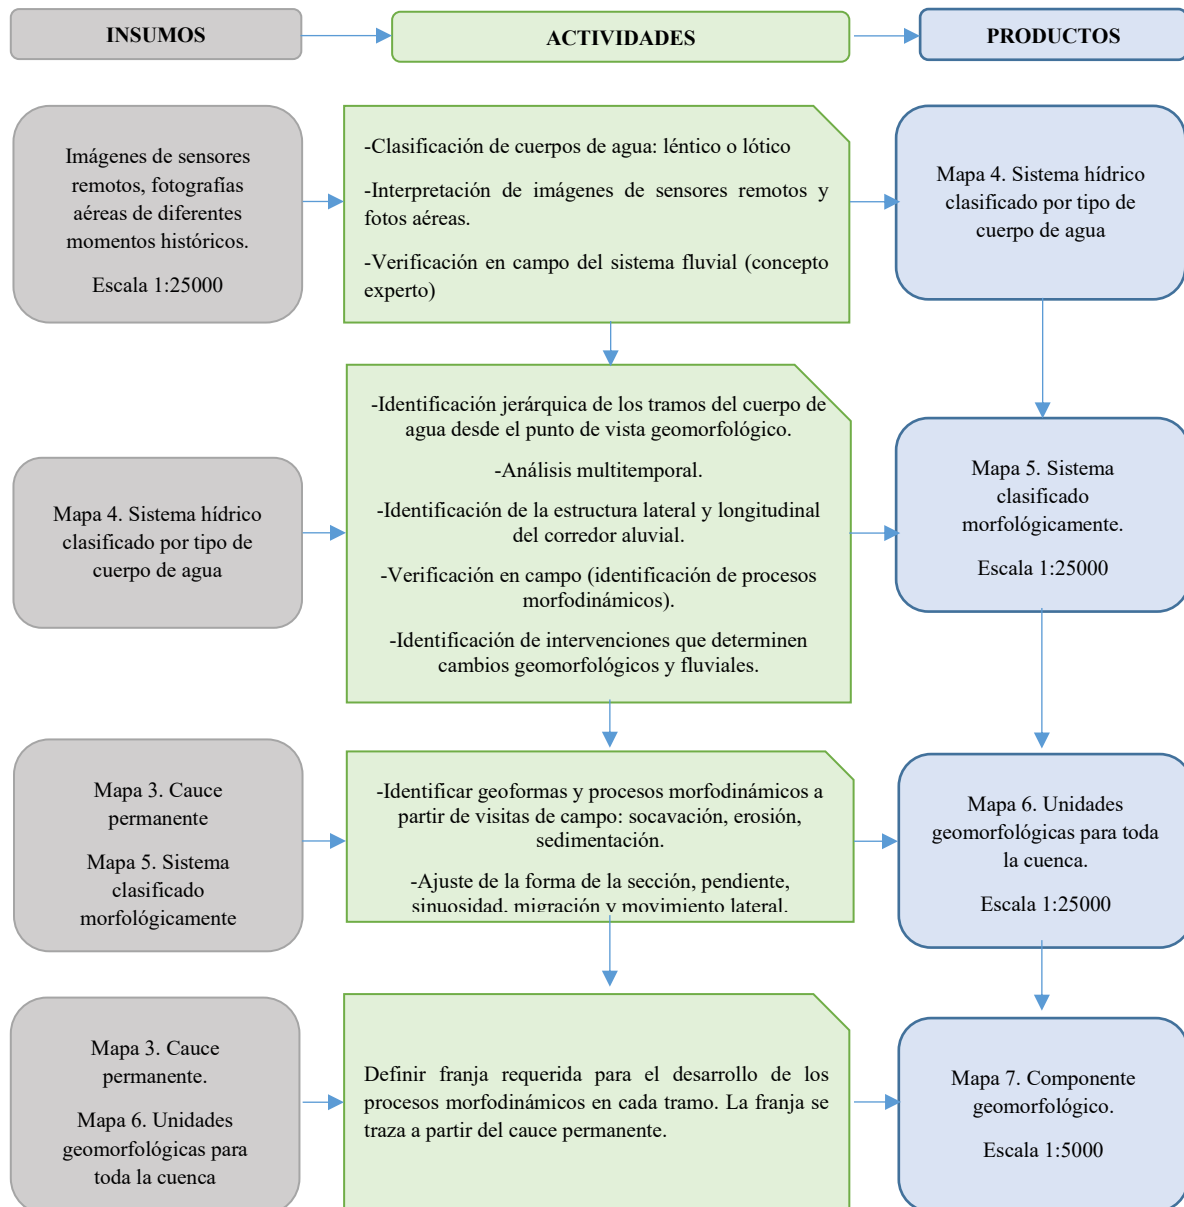 INSUMOS
ACTIVIDADES
PRODUCTOS
Imágenes de sensores
remotos, fotografías
aéreas de diferentes
momentos históricos.
Escala 1:25000
-Clasificación de cuerpos de agua: léntico o lótico
-Interpretación de imágenes de sensores remotos y
fotos aéreas.
-Verificación en campo del sistema fluvial (concepto
experto)
Mapa 4. Sistema hídrico
clasificado por tipo de
cuerpo de agua
Mapa 4. Sistema hídrico
clasificado por tipo de
cuerpo de agua
-Identificación jerárquica de los tramos del cuerpo de
agua desde el punto de vista geomorfológico.
-Análisis multitemporal.
-Identificación de la estructura lateral y longitudinal
del corredor aluvial.
-Verificación en campo (identificación de procesos
morfodinámicos).
-Identificación de intervenciones que determinen
cambios geomorfológicos y fluviales.
Mapa 5. Sistema
clasificado
morfológicamente.
Escala 1:25000
Mapa 3. Cauce
permanente
Mapa 5. Sistema
clasificado
morfológicamente
-Identificar geoformas y procesos morfodinámicos a
partir de visitas de campo: socavación, erosión,
sedimentación.
-Ajuste de la forma de la sección, pendiente,
sinuosidad, migración y movimiento lateral.
Mapa 6. Unidades
geomorfológicas para toda
la cuenca.
Escala 1:25000
Mapa 3. Cauce
permanente.
Mapa 6. Unidades
geomorfológicas para
toda la cuenca
Definir franja requerida para el desarrollo de los
procesos morfodinámicos en cada tramo. La franja se
traza a partir del cauce permanente.
Mapa 7. Componente
geomorfológico.
Escala 1:5000